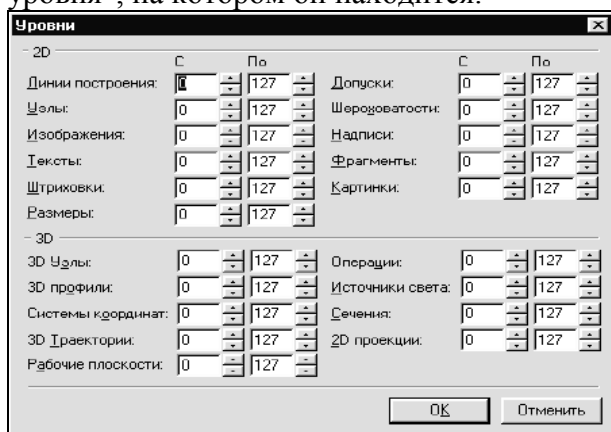 уровня", на котором он находится.
Уровни
2D
С По С По
Линии построения: 0 127 Допуски: 0 127
Узлы: 0 127 Шероховатости: 0 127
Изображения: 0 127 Надписи: 0 127
Тексты: 0 127 Фрагменты: 0 127
Штриховки: 0 127 Картинки: 0 127
Размеры: 0 127
3D
3D Узлы: 0 127 Операции: 0 127
3D профили: 0 127 Источники света: 0 127
Системы координат: 0 127 Сечения: 0 127
3D Траектории: 0 127 2D проекции: 0 127
Рабочие плоскости: 0 127
OK Отменить